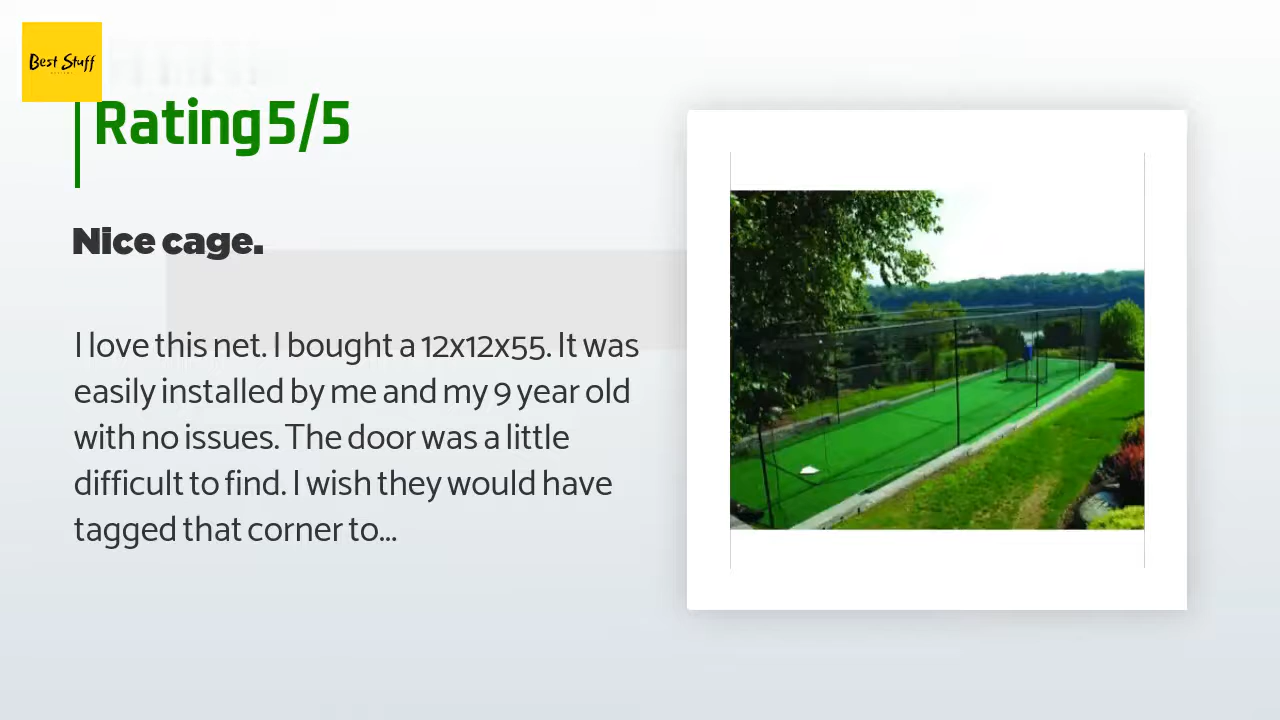 Best Stuff
Rating 5/5
Nice cage.
I love this net. I bought a 12x12x55. It was
easily installed by me and my 9 year old
with no issues. The door was a little
difficult to find. I wish they would have
tagged that corner to...